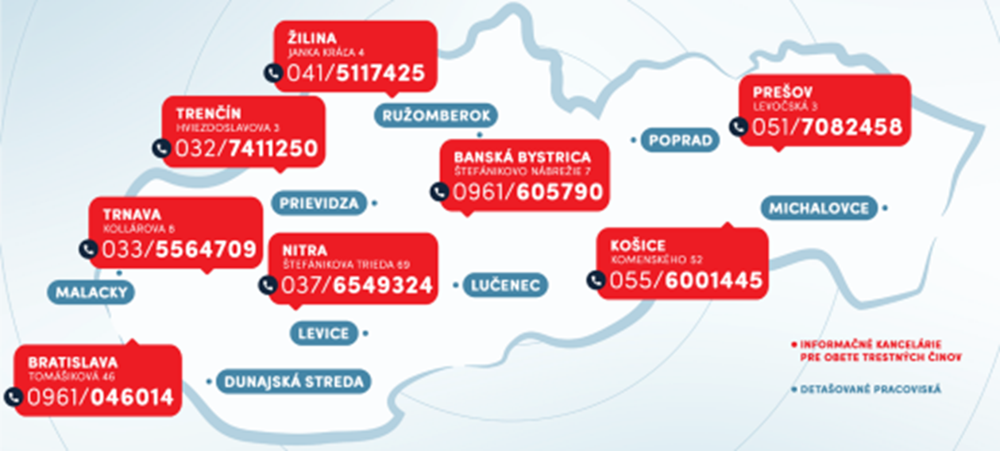 ŽILINA
JANKA KRÁĽA 4
041/5117425
TRENČÍN
HVIEZDOSLAVOVA 3
032/7411250
RUŽOMBEROK
PREŠOV
LEVOČSKÁ 3
051/7082458
POPRAD
BANSKÁ BYSTRICA
ŠTEFÁNIKOVO NÁBREŽIE 7
0961/605790
PRIEVIDZA
MICHALOVCE
TRNAVA
KOLLÁROVA 8
033/5564709
NITRA
ŠTEFÁNIKOVA TRIEDA 69
037/6549324
KOŠICE
KOMENSKÉHO 52
055/6001445
MALACKY
LUČENEC
LEVICE
BRATISLAVA
TOMÁŠIKOVÁ 46
0961/046014
DUNAJSKÁ STREDA
INFORMAČNÉ KANCELÁRIE
PRE OBETE TRESTNÝCH ČINOV
DETAŠOVANÉ PRACOVISKÁ